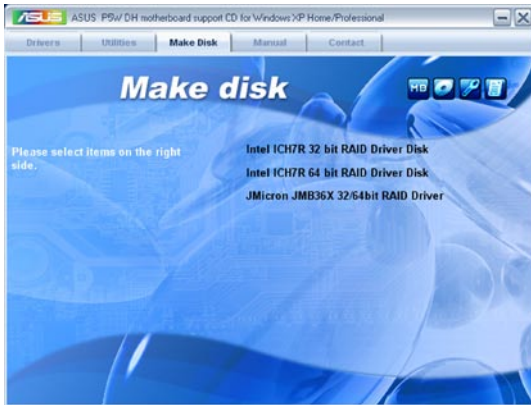 ASUS ASUS P5W DH motherboard support CD for Windows XP Home/Professional
Drivers Utilities Make Disk Manual Contact
Make disk
MB
Please select items on the right
side.
Intel ICH7R 32 bit RAID Driver Disk
Intel ICH7R 64 bit RAID Driver Disk
JMicron JMB36X 32/64bit RAID Driver